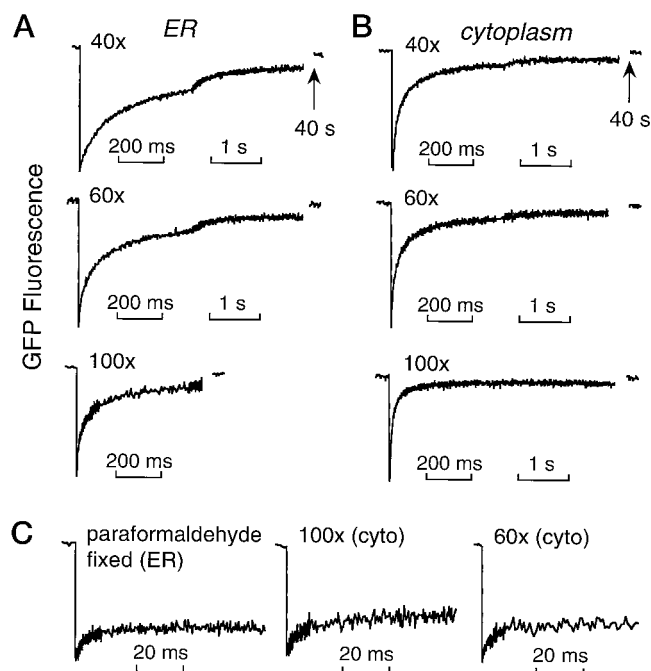 A
ER
B
cytoplasm
40x
200 ms
1 s
40 s
40x
200 ms
1 s
40 s
GFP Fluorescence
60x
200 ms
1 s
60x
200 ms
1 s
100x
200 ms
100x
200 ms
1 s
C
paraformaldehyde
fixed (ER)
100x (cyto)
60x (cyto)
20 ms
20 ms
20 ms